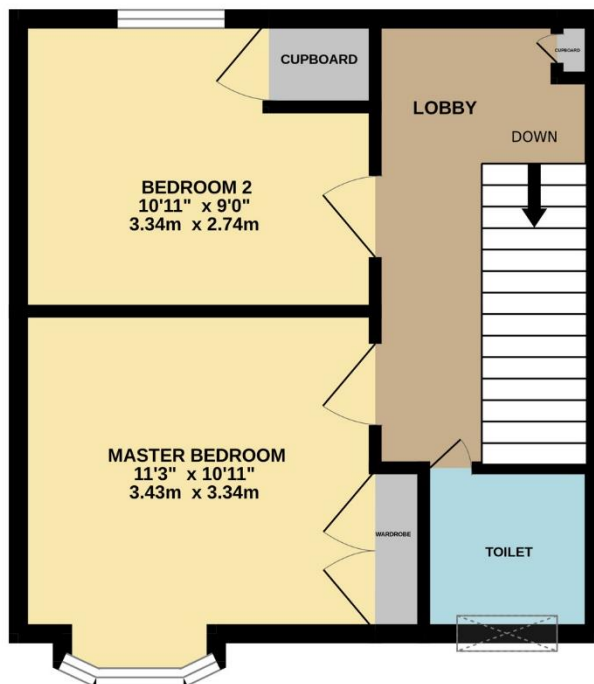 CUPBOARD
CUPBOARD
LOBBY
DOWN
BEDROOM 2
10'11" x 9'0"
3.34m x 2.74m
MASTER BEDROOM
11'3" x 10'11"
3.43m x 3.34m
WARDROBE
TOILET